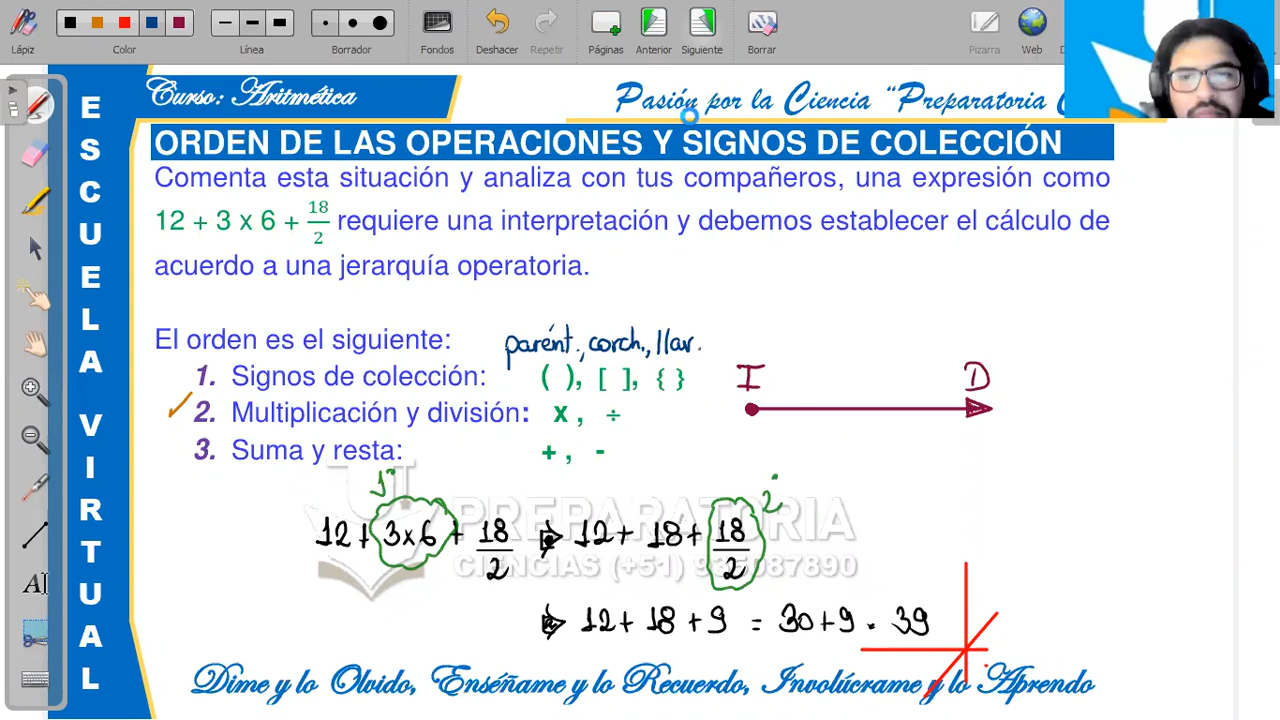 Lápiz Color Línea Borrador Fondos Deshacer Repetir Páginas Anterior Siguiente Borrar Pizarra Web
Curso: Aritmética
Pasión por la Ciencia “Preparatoria
ESCUELA VIRTUAL
ORDEN DE LAS OPERACIONES Y SIGNOS DE COLECCIÓN
Comenta esta situación y analiza con tus compañeros, una expresión como
12 + 3 x 6 + 18/2 requiere una interpretación y debemos establecer el cálculo de
acuerdo a una jerarquía operatoria.
El orden es el siguiente:
parént., corch., llav.
1. Signos de colección: ( ), [ ], { }
I D
2. Multiplicación y división: x , ÷
3. Suma y resta: + , -
1° 2°
12 + 3x6 + 18/2 ⇒ 12 + 18 + 18/2
⇒ 12 + 18 + 9 = 30 + 9 = 39
PREPARATORIA
CIENCIAS (+51) 935087890
Dime y lo Olvido, Enséñame y lo Recuerdo, Involúcrame y lo Aprendo